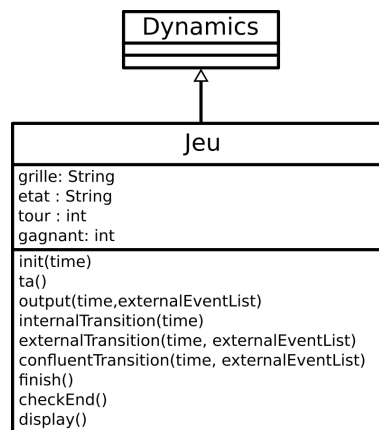 Dynamics
Jeu
grille: String
etat : String
tour : int
gagnant: int
init(time)
ta()
output(time,externalEventList)
internalTransition(time)
externalTransition(time, externalEventList)
confluentTransition(time, externalEventList)
finish()
checkEnd()
display()